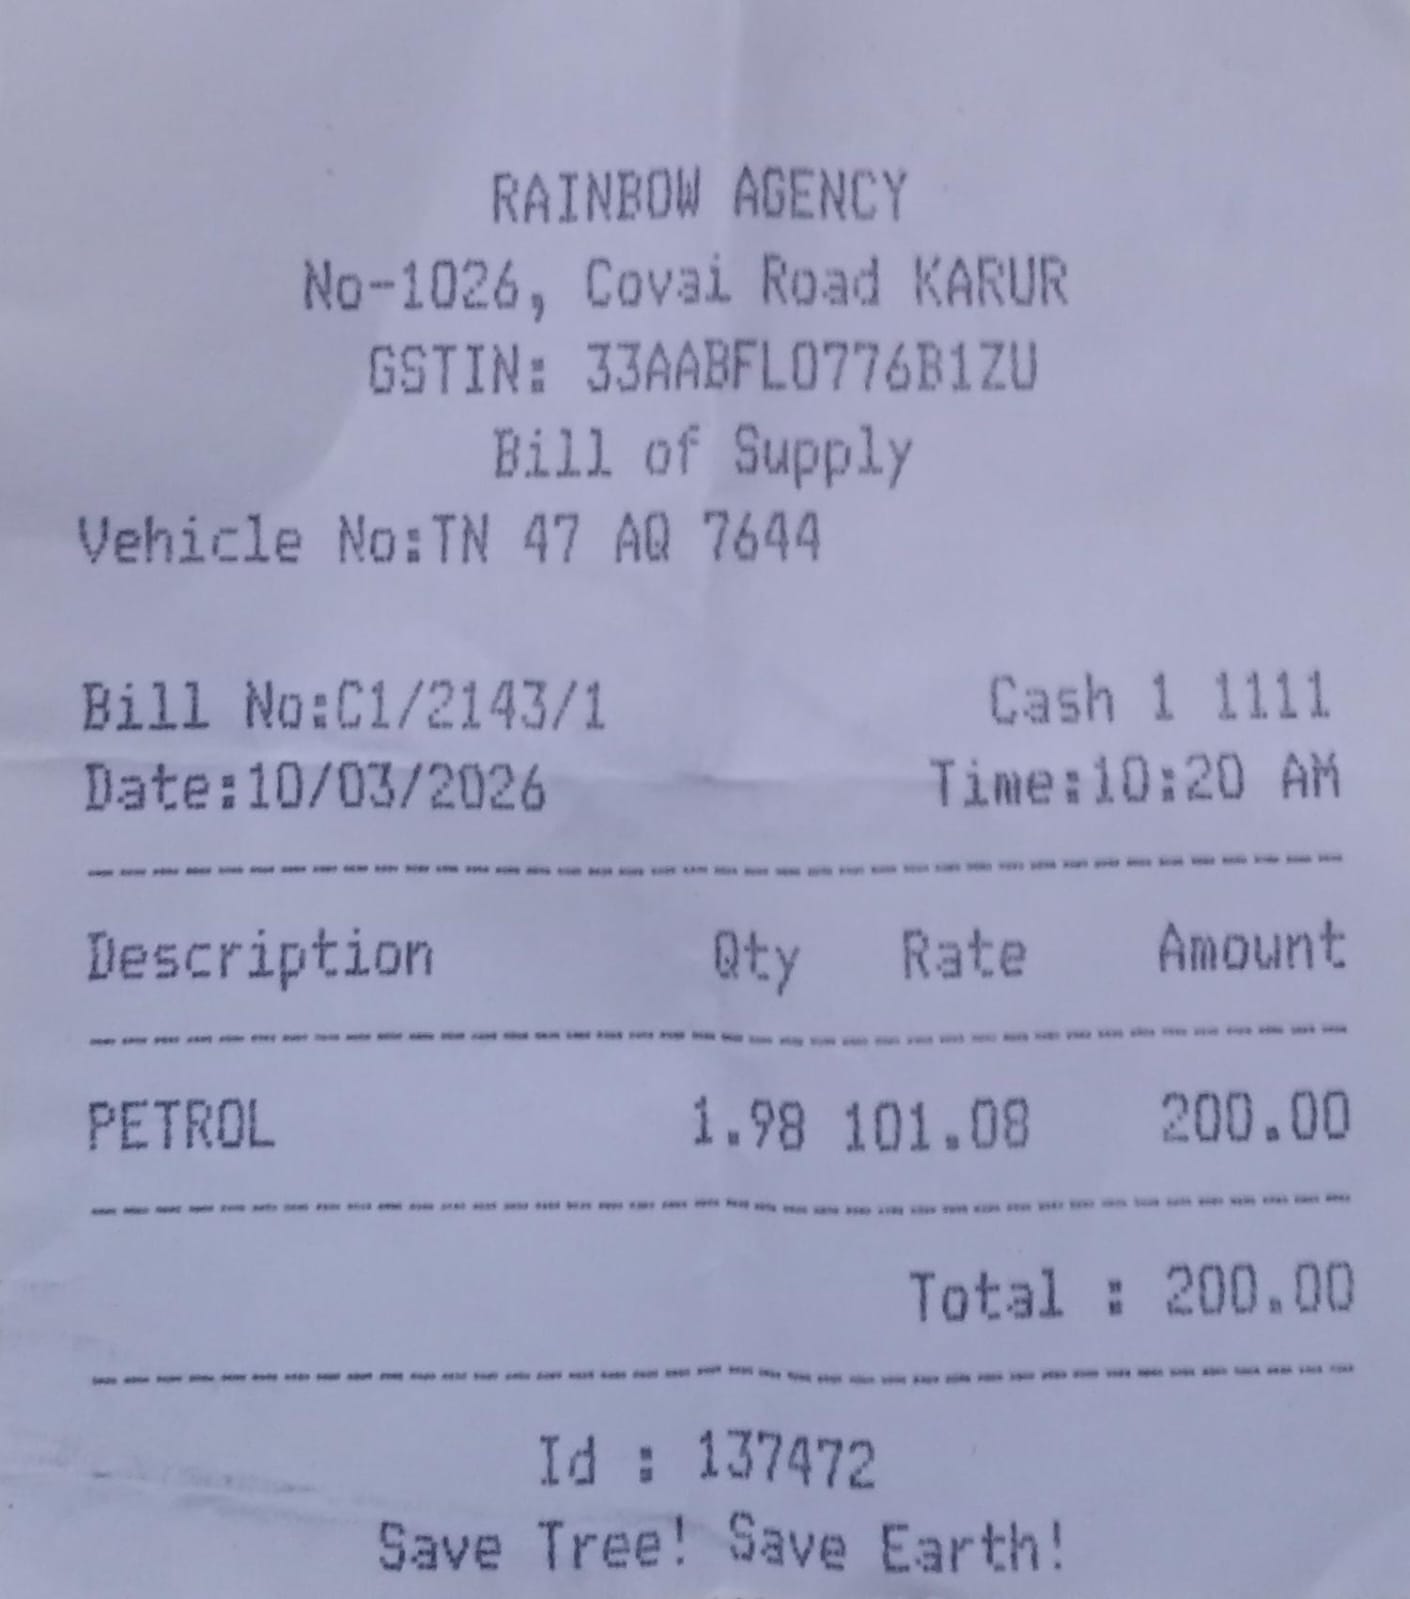 RAINBOW AGENCY
No-1026, Covai Road KARUR
GSTIN: 33AABFL0776B1ZU
Bill of Supply
Vehicle No:TN 47 AQ 7644
Bill No:C1/2143/1 Cash 1 1111
Date:10/03/2026 Time:10:20 AM
Description Qty Rate Amount
PETROL 1.98 101.08 200.00
Total : 200.00
Id : 137472
Save Tree! Save Earth!